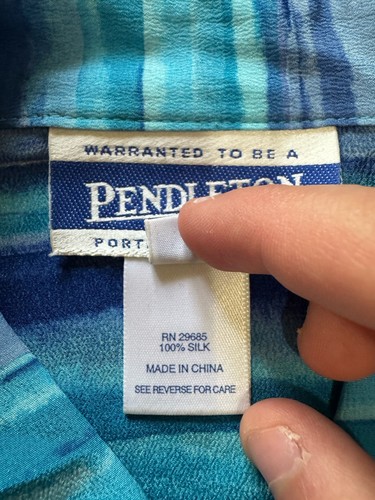 WARRANTED TO BE A
PENDLETON
PORT
RN 29685
100% SILK
MADE IN CHINA
SEE REVERSE FOR CARE